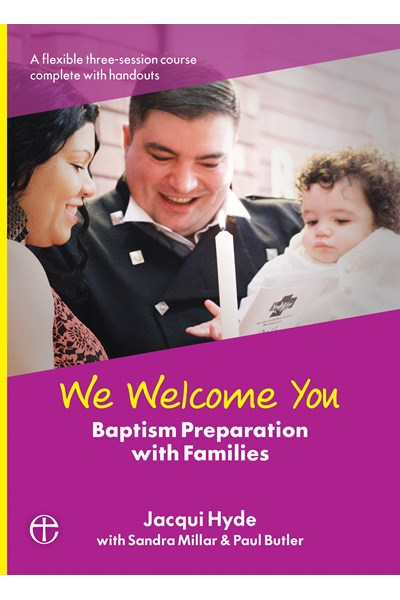 A flexible three-session course
complete with handouts
We Welcome You
Baptism Preparation
with Families
Jacqui Hyde
with Sandra Millar & Paul Butler